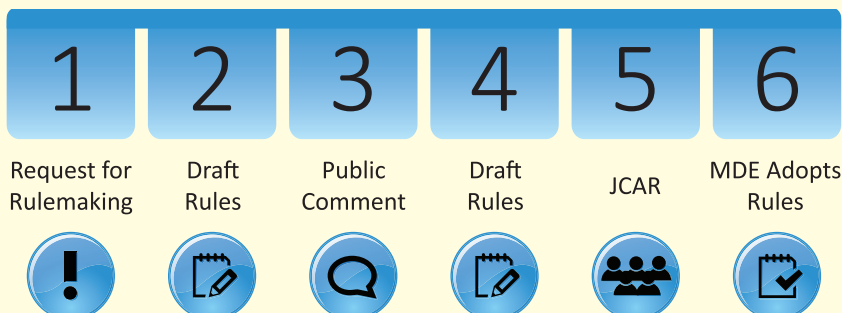 1 2 3 4 5 6
Request for
Rulemaking
Draft
Rules
Public
Comment
Draft
Rules
JCAR
MDE Adopts
Rules